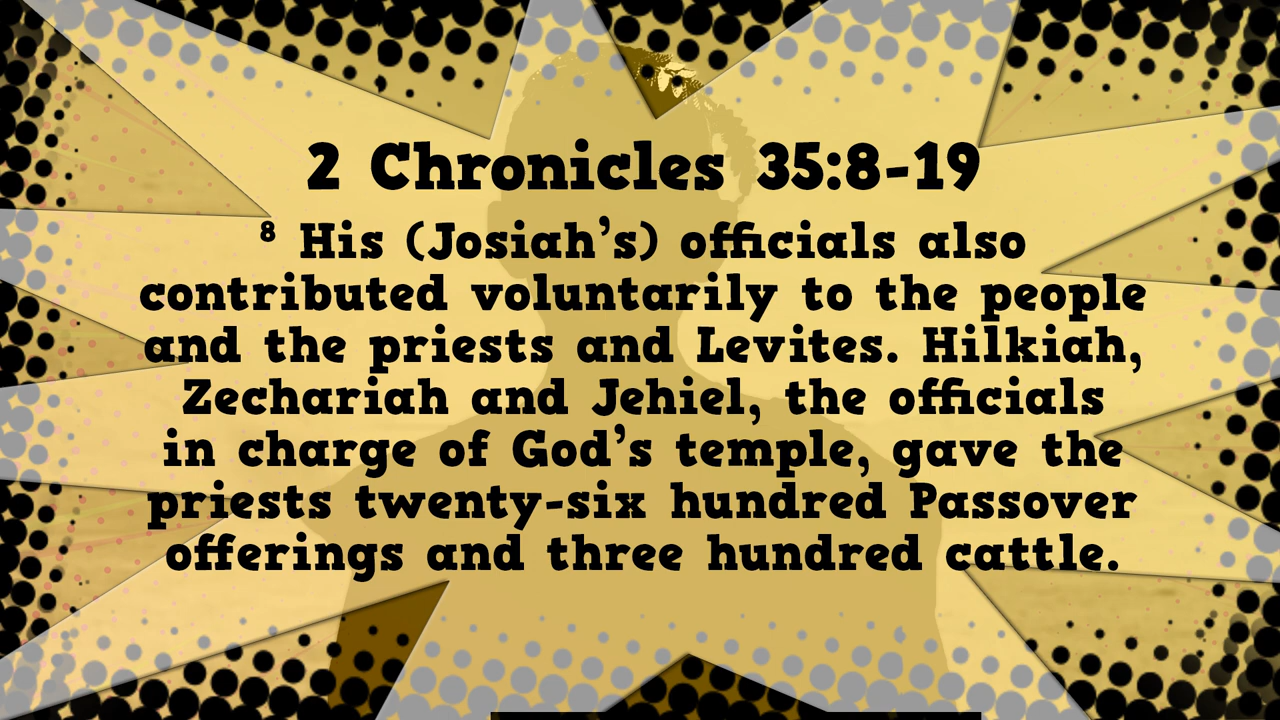 2 Chronicles 35:8-19
⁸ His (Josiah’s) officials also
contributed voluntarily to the people
and the priests and Levites. Hilkiah,
Zechariah and Jehiel, the officials
in charge of God’s temple, gave the
priests twenty-six hundred Passover
offerings and three hundred cattle.